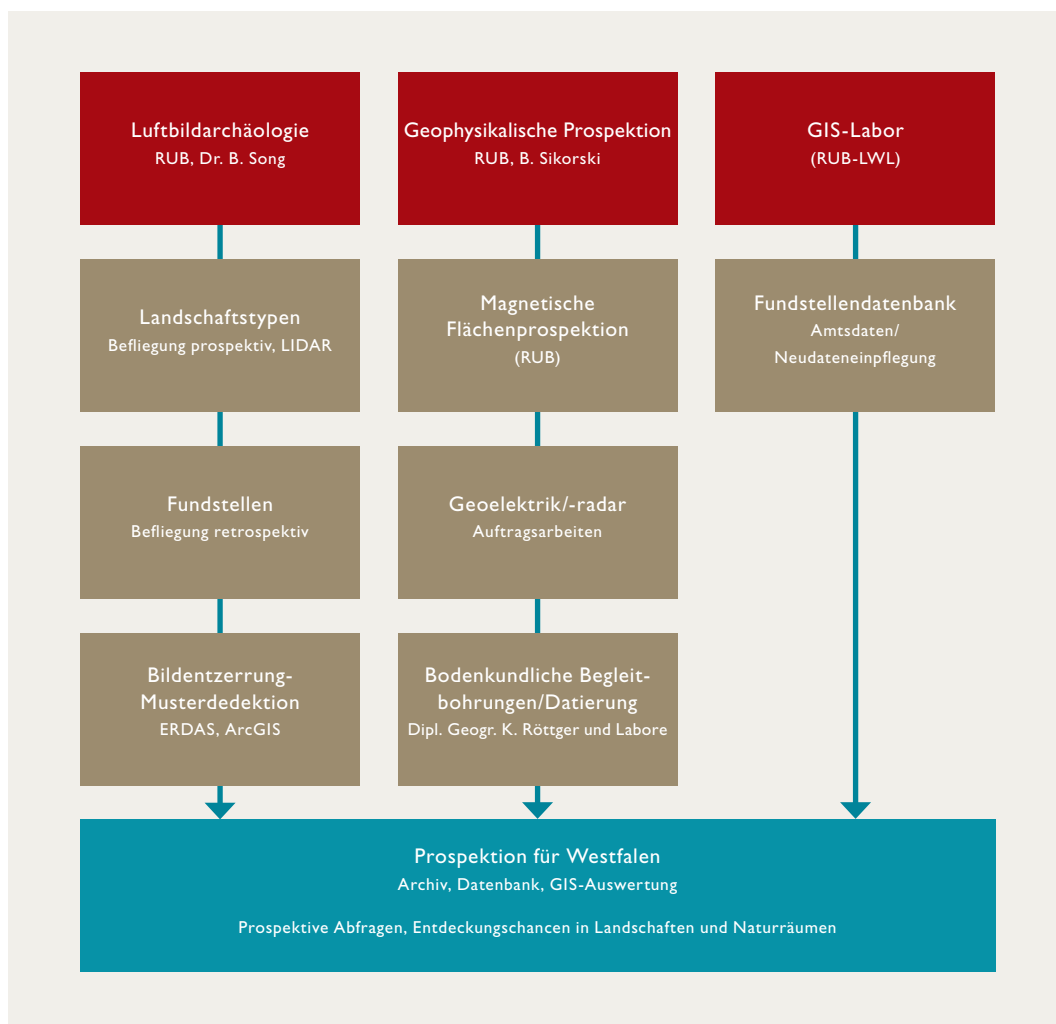 Luftbildarchäologie
RUB, Dr. B. Song
Geophysikalische Prospektion
RUB, B. Sikorski
GIS-Labor
(RUB-LWL)
Landschaftstypen
Befliegung prospektiv, LIDAR
Magnetische
Flächenprospektion
(RUB)
Fundstellendatenbank
Amtsdaten/
Neudateneinpflegung
Fundstellen
Befliegung retrospektiv
Geoelektrik/-radar
Auftragsarbeiten
Bildentzerrung-
Musterdedektion
ERDAS, ArcGIS
Bodenkundliche Begleit-
bohrungen/Datierung
Dipl. Geogr. K. Röttger und Labore
Prospektion für Westfalen
Archiv, Datenbank, GIS-Auswertung
Prospektive Abfragen, Entdeckungschancen in Landschaften und Naturräumen